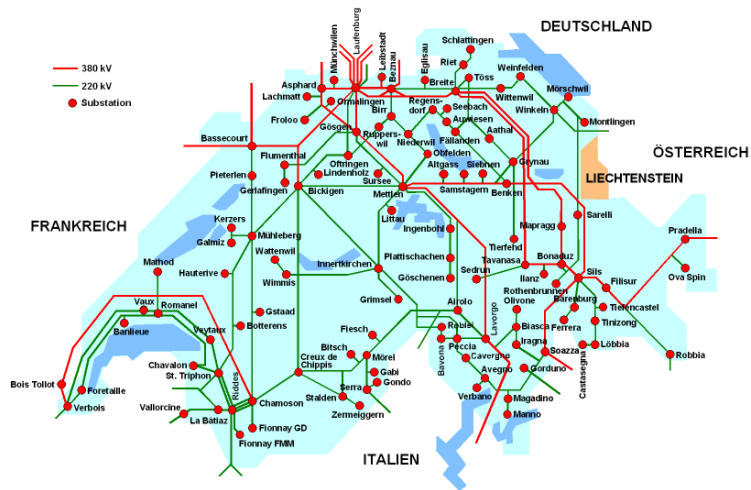 DEUTSCHLAND
380 kV
220 kV
Substation
Münchwilen
Laufenburg
Leibstadt
Beznau
Eglisau
Schlattingen
Riet
Breite
Töss
Weinfelden
Wittenwil
Mörschwil
Winkeln
Montlingen
Asphard
Lachmatt
Ormalingen
Froloo
Birr
Regens-
dorf
Seebach
Auwiesen
Aathal
Fällanden
Gösgen
Ruppers-
wil
Niederwil
Obfelden
Grynau
ÖSTERREICH
LIECHTENSTEIN
Bassecourt
Flumenthal
Oftringen
Lindenholz
Sursee
Altgass
Siebnen
Samstagern
Benken
Pieterlen
Gerlafingen
Bickigen
Mettlen
Littau
Sarelli
FRANKREICH
Kerzers
Galmiz
Mühleberg
Wattenwil
Wimmis
Innertkirchen
Ingenbohl
Plattischachen
Göschenen
Mapragg
Tierfehd
Tavanasa
Bonaduz
Pradella
Ova Spin
Mathod
Hauterive
Grimsel
Sedrun
Ilanz
Sils
Filisur
Rothenbrunnen
Vaux
Romanel
Banlieue
Veytaux
Gstaad
Botterens
Airolo
Lavorgo
Olivone
Biasca
Iragna
Bärenburg
Ferrera
Tiefencastel
Tinizong
Löbbia
Robbia
Castasegna
Soazza
Gorduno
Fiesch
Bitsch
Mörel
Gabi
Gondo
Serra
Stalden
Zermeiggern
Creux de
Chippis
Robiei
Bavona
Peccia
Cavergno
Avegno
Verbano
Magadino
Manno
Bois Tollot
Foretaille
Verbois
Chavalon
St. Triphon
Vallorcine
La Bâtiaz
Riddes
Chamoson
Fionnay GD
Fionnay FMM
ITALIEN